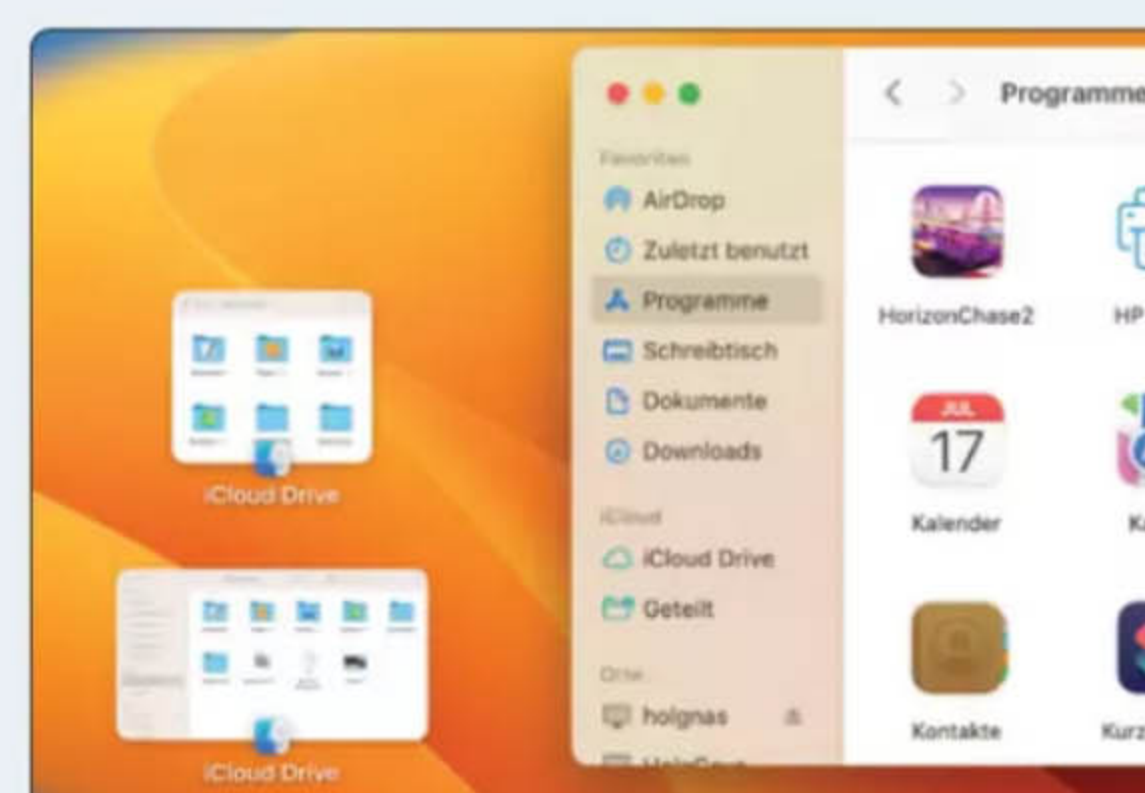 Programme
Favoriten
AirDrop
Zuletzt benutzt
Programme
Schreibtisch
Dokumente
Downloads
iCloud
iCloud Drive
Geteilt
Orte
holgnas
HorizonChase2
HP
JUL
17
Kalender
Kontakte
Kurz
iCloud Drive
iCloud Drive